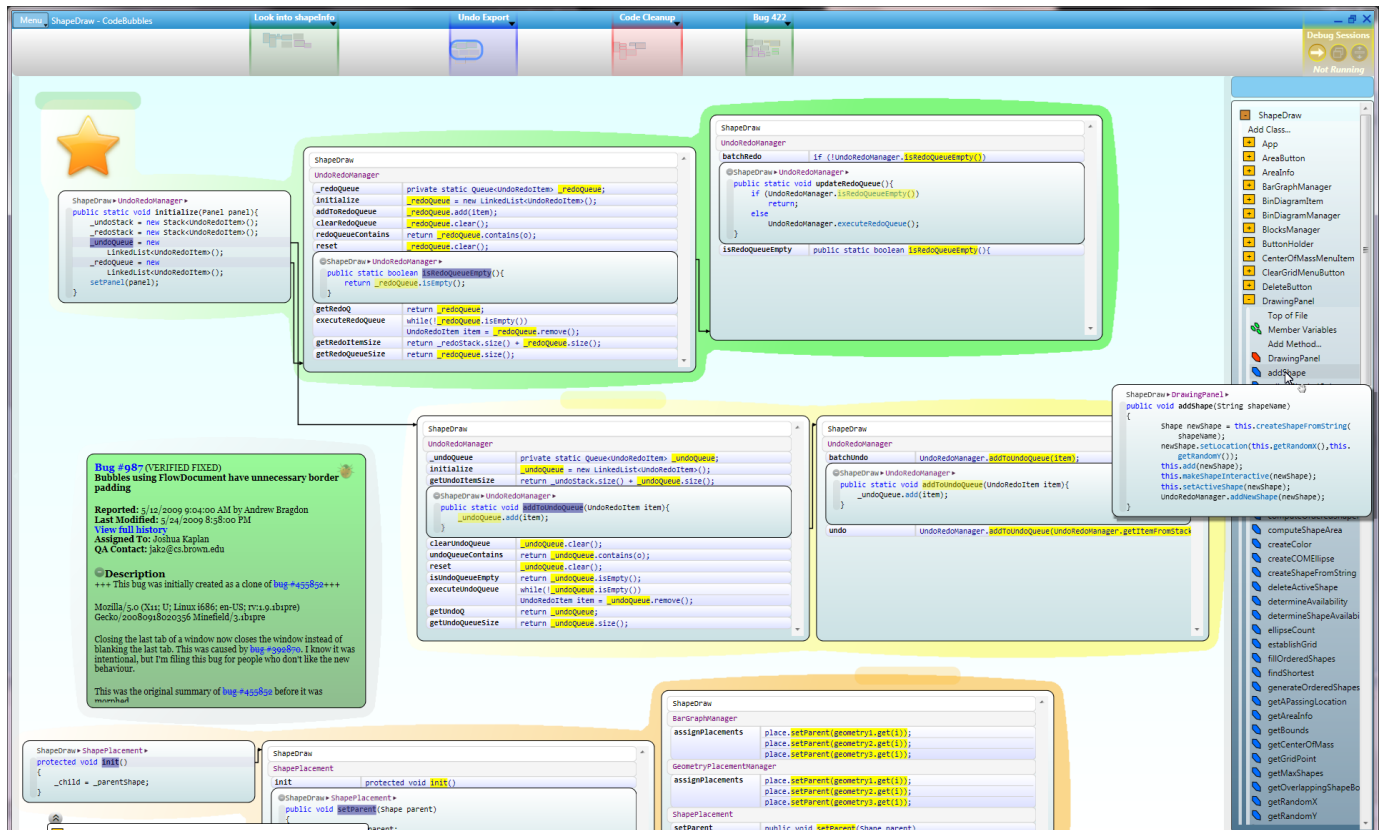 Menu ShapeDraw - CodeBubbles
Look into shapeInfo
Undo Export
Code Cleanup
Bug 422
Debug Sessions
Not Running
ShapeDraw▸UndoRedoManager▸
public static void initialize(Panel panel){
_undoStack = new Stack<UndoRedoItem>();
_redoStack = new Stack<UndoRedoItem>();
_undoQueue = new
LinkedList<UndoRedoItem>();
_redoQueue = new
LinkedList<UndoRedoItem>();
setPanel(panel);
}
ShapeDraw
UndoRedoManager
_redoQueue private static Queue<UndoRedoItem> _redoQueue;
initialize _redoQueue = new LinkedList<UndoRedoItem>();
addToRedoQueue _redoQueue.add(item);
clearRedoQueue _redoQueue.clear();
redoQueueContains return _redoQueue.contains(o);
reset _redoQueue.clear();
ShapeDraw▸UndoRedoManager▸
public static boolean isRedoQueueEmpty(){
return _redoQueue.isEmpty();
}
getRedoQ return _redoQueue;
executeRedoQueue while(!_redoQueue.isEmpty())
UndoRedoItem item = _redoQueue.remove();
getRedoItemSize return _redoStack.size() + _redoQueue.size();
getRedoQueueSize return _redoQueue.size();
ShapeDraw
UndoRedoManager
batchRedo if (!UndoRedoManager.isRedoQueueEmpty())
ShapeDraw▸UndoRedoManager▸
public static void updateRedoQueue(){
if (UndoRedoManager.isRedoQueueEmpty())
return;
else
UndoRedoManager.executeRedoQueue();
}
isRedoQueueEmpty public static boolean isRedoQueueEmpty(){
ShapeDraw
UndoRedoManager
_undoQueue private static Queue<UndoRedoItem> _undoQueue;
initialize _undoQueue = new LinkedList<UndoRedoItem>();
getUndoItemSize return _undoStack.size() + _undoQueue.size();
ShapeDraw▸UndoRedoManager▸
public static void addToUndoQueue(UndoRedoItem item){
_undoQueue.add(item);
}
clearUndoQueue _undoQueue.clear();
undoQueueContains return _undoQueue.contains(o);
reset _undoQueue.clear();
isUndoQueueEmpty return _undoQueue.isEmpty();
executeUndoQueue while(!_undoQueue.isEmpty())
UndoRedoItem item = _undoQueue.remove();
getUndoQ return _undoQueue;
getUndoQueueSize return _undoQueue.size();
ShapeDraw
UndoRedoManager
batchUndo UndoRedoManager.addToUndoQueue(item);
ShapeDraw▸UndoRedoManager▸
public static void addToUndoQueue(UndoRedoItem item){
_undoQueue.add(item);
}
undo UndoRedoManager.addToUndoQueue(UndoRedoManager.getItemFromStack
Bug #987 (VERIFIED FIXED)
Bubbles using FlowDocument have unnecessary border
padding
Reported: 5/12/2009 9:04:00 AM by Andrew Bragdon
Last Modified: 5/24/2009 8:58:00 PM
View full history
Assigned To: Joshua Kaplan
QA Contact: jak2@cs.brown.edu
Description
+++ This bug was initially created as a clone of bug #455852+++
Mozilla/5.0 (X11; U; Linux i686; en-US; rv:1.9.1b1pre)
Gecko/20080918020356 Minefield/3.1b1pre
Closing the last tab of a window now closes the window instead of
blanking the last tab. This was caused by bug #392870. I know it was
intentional, but I'm filing this bug for people who don't like the new
behaviour.
This was the original summary of bug #455852 before it was
morphed
ShapeDraw▸ShapePlacement▸
protected void init()
{
_child = _parentShape;
}
ShapeDraw
ShapePlacement
init protected void init()
ShapeDraw▸ShapePlacement▸
public void setParent(Shape parent)
{
parent;
ShapeDraw
BarGraphManager
assignPlacements place.setParent(geometry1.get(i));
place.setParent(geometry2.get(i));
place.setParent(geometry3.get(i));
GeometryPlacementManager
assignPlacements place.setParent(geometry1.get(i));
place.setParent(geometry2.get(i));
place.setParent(geometry3.get(i));
ShapePlacement
setParent public void setParent(Shape parent)
ShapeDraw
Add Class...
App
AreaButton
AreaInfo
BarGraphManager
BinDiagramItem
BinDiagramManager
BlocksManager
ButtonHolder
CenterOfMassMenuItem
ClearGridMenuButton
DeleteButton
DrawingPanel
Top of File
Member Variables
Add Method...
DrawingPanel
addShape
ShapeDraw▸DrawingPanel▸
public void addShape(String shapeName)
{
Shape newShape = this.createShapeFromString(
shapeName);
newShape.setLocation(this.getRandomX(),this.
getRandomY());
this.add(newShape);
this.makeShapeInteractive(newShape);
this.setActiveShape(newShape);
UndoRedoManager.addNewShape(newShape);
}
computeShapeArea
createColor
createCOMEllipse
createShapeFromString
deleteActiveShape
determineAvailability
determineShapeAvailabi
ellipseCount
establishGrid
fillOrderedShapes
findShortest
generateOrderedShapes
getAPassingLocation
getAreaInfo
getBounds
getCenterOfMass
getGridPoint
getMaxShapes
getOverlappingShapeBo
getRandomX
getRandomY